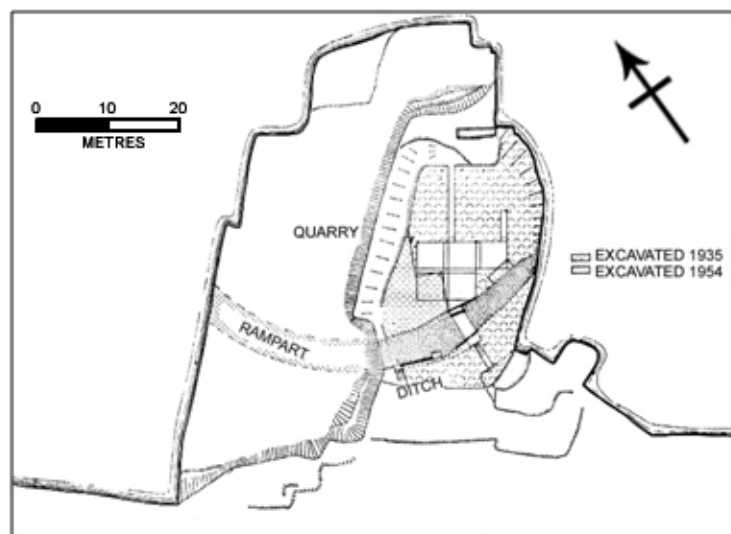 0 10 20
METRES
QUARRY
EXCAVATED 1935
EXCAVATED 1954
RAMPART
DITCH